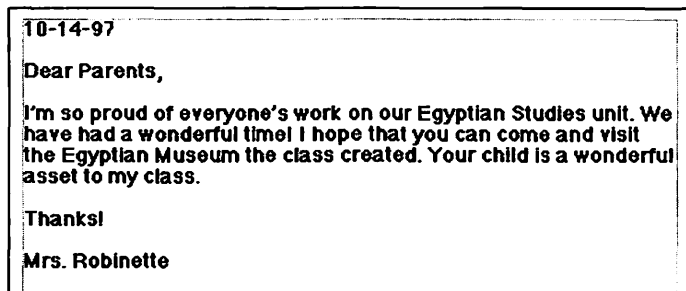 10-14-97
Dear Parents,
I'm so proud of everyone's work on our Egyptian Studies unit. We
have had a wonderful time! I hope that you can come and visit
the Egyptian Museum the class created. Your child is a wonderful
asset to my class.
Thanks!
Mrs. Robinette